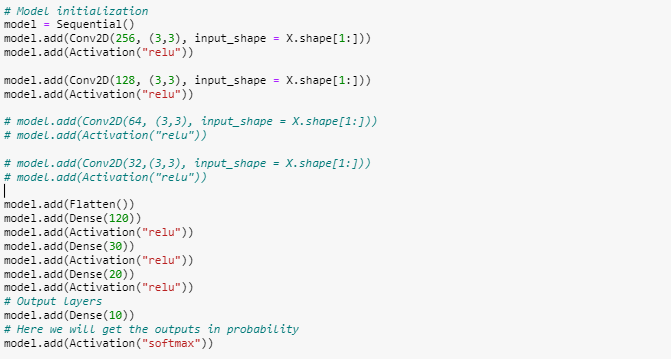 # Model initialization
model = Sequential()
model.add(Conv2D(256, (3,3), input_shape = X.shape[1:]))
model.add(Activation("relu"))
model.add(Conv2D(128, (3,3), input_shape = X.shape[1:]))
model.add(Activation("relu"))
# model.add(Conv2D(64, (3,3), input_shape = X.shape[1:]))
# model.add(Activation("relu"))
# model.add(Conv2D(32,(3,3), input_shape = X.shape[1:]))
# model.add(Activation("relu"))
model.add(Flatten())
model.add(Dense(120))
model.add(Activation("relu"))
model.add(Dense(30))
model.add(Activation("relu"))
model.add(Dense(20))
model.add(Activation("relu"))
# Output layers
model.add(Dense(10))
# Here we will get the outputs in probability
model.add(Activation("softmax"))